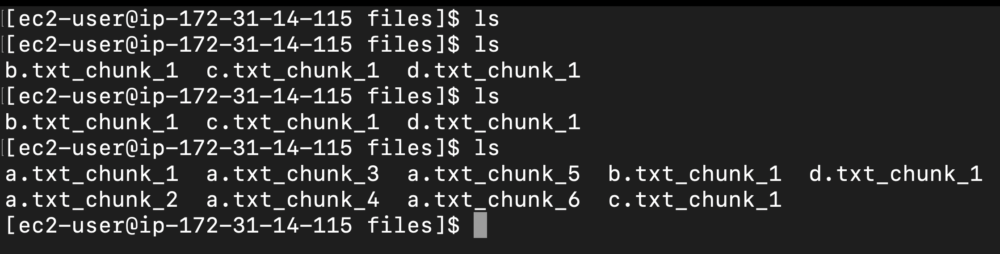 [ec2-user@ip-172-31-14-115 files]$ ls
[ec2-user@ip-172-31-14-115 files]$ ls
b.txt_chunk_1  c.txt_chunk_1  d.txt_chunk_1
[ec2-user@ip-172-31-14-115 files]$ ls
b.txt_chunk_1  c.txt_chunk_1  d.txt_chunk_1
[ec2-user@ip-172-31-14-115 files]$ ls
a.txt_chunk_1  a.txt_chunk_3  a.txt_chunk_5  b.txt_chunk_1  d.txt_chunk_1
a.txt_chunk_2  a.txt_chunk_4  a.txt_chunk_6  c.txt_chunk_1
[ec2-user@ip-172-31-14-115 files]$